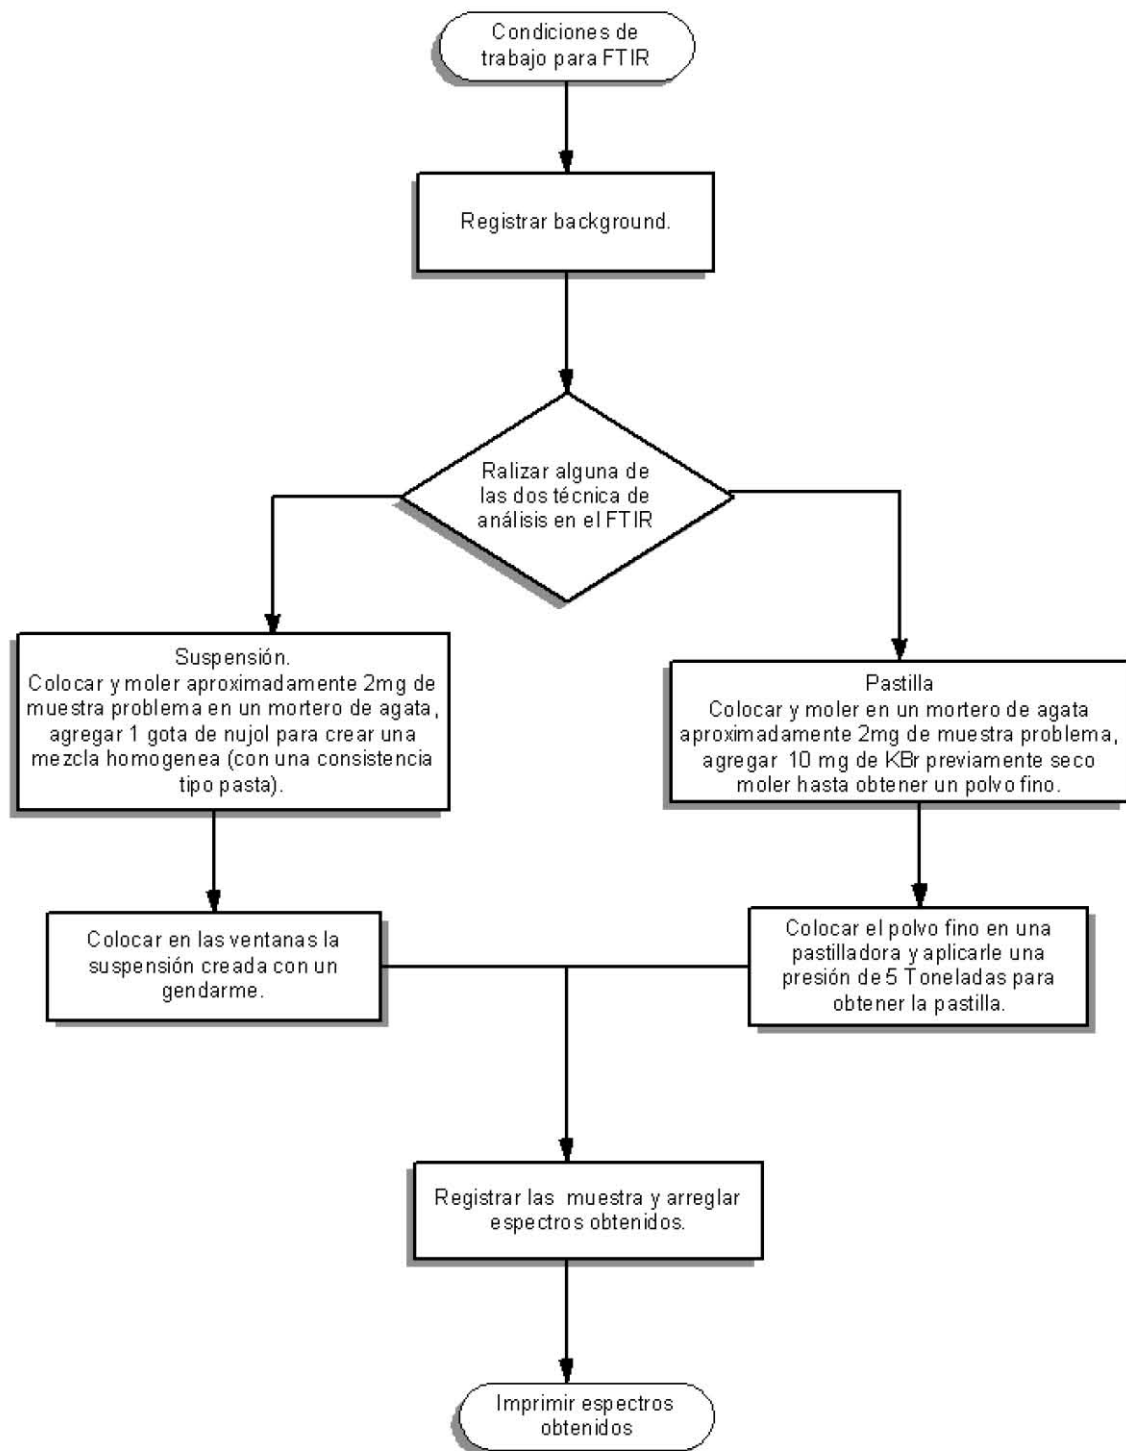 Condiciones de
trabajo para FTIR
Registrar background.
Ralizar alguna de
las dos técnica de
análisis en el FTIR
Suspensión.
Colocar y moler aproximadamente 2mg de
muestra problema en un mortero de agata,
agregar 1 gota de nujol para crear una
mezcla homogenea (con una consistencia
tipo pasta).
Pastilla
Colocar y moler en un mortero de agata
aproximadamente 2mg de muestra problema,
agregar 10 mg de KBr previamente seco
moler hasta obtener un polvo fino.
Colocar en las ventanas la
suspensión creada con un
gendarme.
Colocar el polvo fino en una
pastilladora y aplicarle una
presión de 5 Toneladas para
obtener la pastilla.
Registrar las muestra y arreglar
espectros obtenidos.
Imprimir espectros
obtenidos